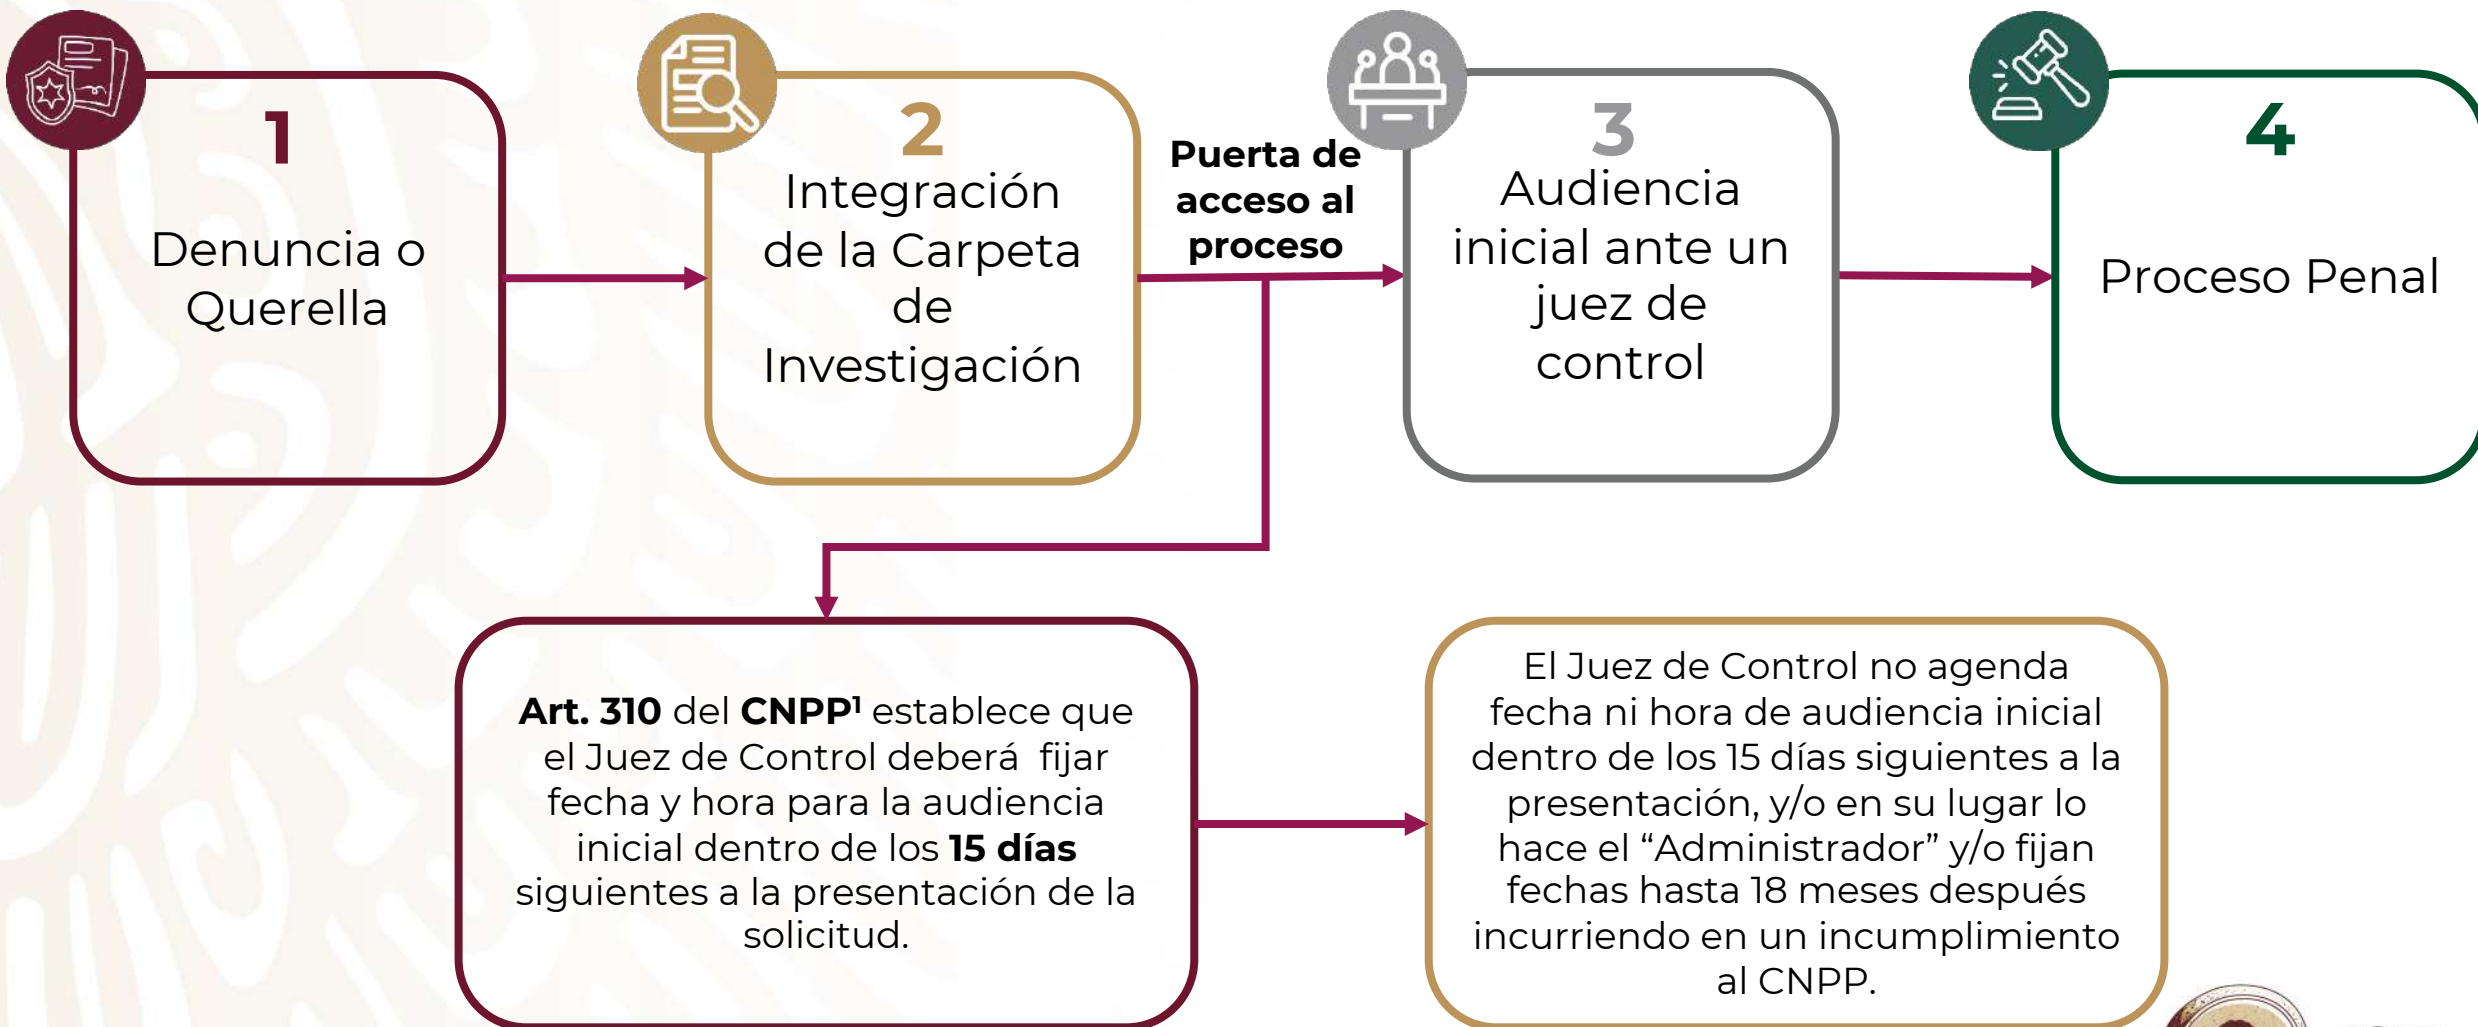 1
Denuncia o
Querella
2
Integración
de la Carpeta
de
Investigación
Puerta de
acceso al
proceso
3
Audiencia
inicial ante un
juez de
control
4
Proceso Penal
Art. 310 del CNPP¹ establece que
el Juez de Control deberá fijar
fecha y hora para la audiencia
inicial dentro de los 15 días
siguientes a la presentación de la
solicitud.
El Juez de Control no agenda
fecha ni hora de audiencia inicial
dentro de los 15 días siguientes a la
presentación, y/o en su lugar lo
hace el “Administrador” y/o fijan
fechas hasta 18 meses después
incurriendo en un incumplimiento
al CNPP.